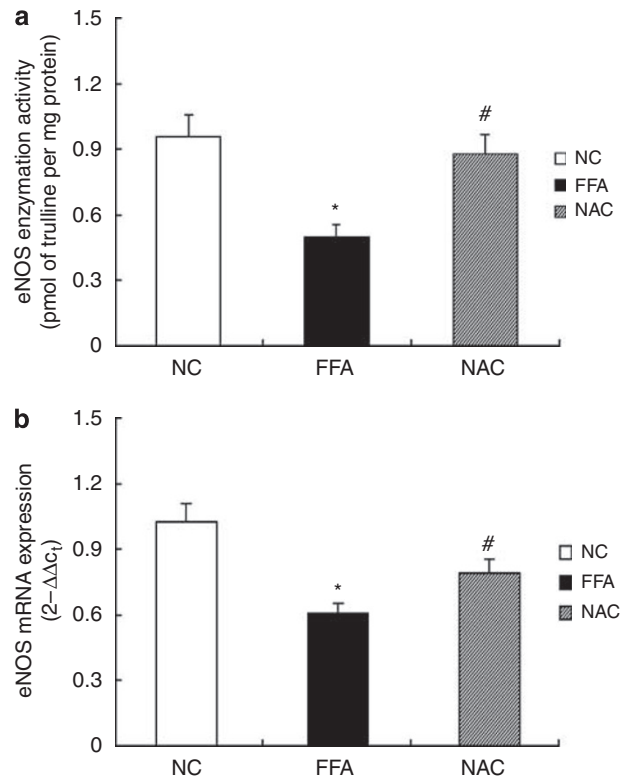 a
eNOS enzymation activity
(pmol of trulline per mg protein)
1.5
1.2
0.9
0.6
0.3
0
*
#
NC
FFA
NAC
NC
FFA
NAC
b
eNOS mRNA expression
(2–ΔΔct)
1.5
1.2
0.9
0.6
0.3
0
*
#
NC
FFA
NAC
NC
FFA
NAC